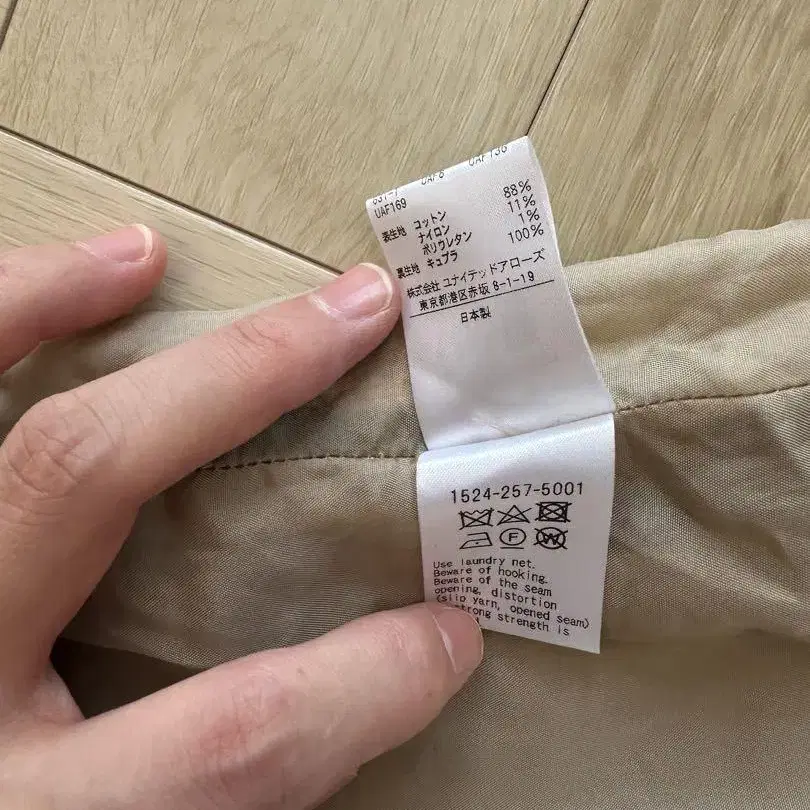 UAF169
表生地 コットン 88%
ナイロン 11%
ポリウレタン 1%
裏生地 キュプラ 100%
株式会社 ユナイテッドアローズ
東京都港区赤坂 8-1-19
日本製
1524-257-5001
F W
Use laundry net.
Beware of hooking.
Beware of the seam
opening, distortion
(slip yarn, opened seam)
strong strength is